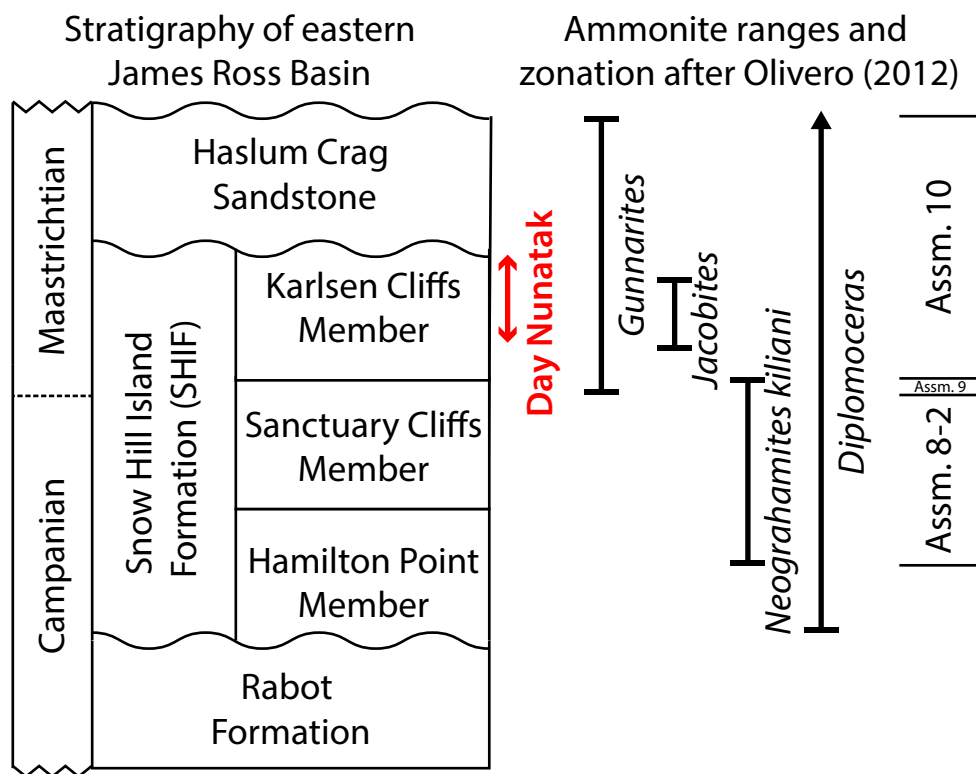 Stratigraphy of eastern
James Ross Basin
Ammonite ranges and
zonation after Olivero (2012)
Maastrichtian
Campanian
Haslum Crag
Sandstone
Snow Hill Island
Formation (SHIF)
Karlsen Cliffs
Member
Sanctuary Cliffs
Member
Hamilton Point
Member
Rabot
Formation
Day Nunatak
Gunnarites
Jacobites
Neograhamites kiliani
Diplomoceras
Assm. 10
Assm. 9
Assm. 8-2